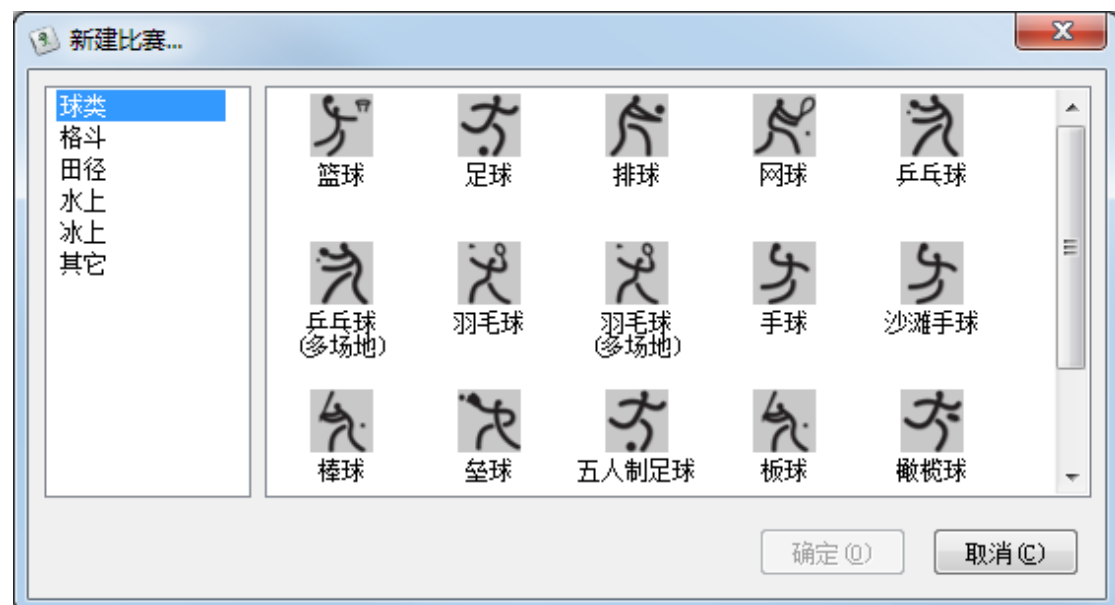 新建比赛...
球类
格斗
田径
水上
冰上
其它
篮球 足球 排球 网球 乒乓球
乒乓球 羽毛球 羽毛球 手球 沙滩手球
(多场地) (多场地)
棒球 垒球 五人制足球 板球 橄榄球
确定(O) 取消(C)